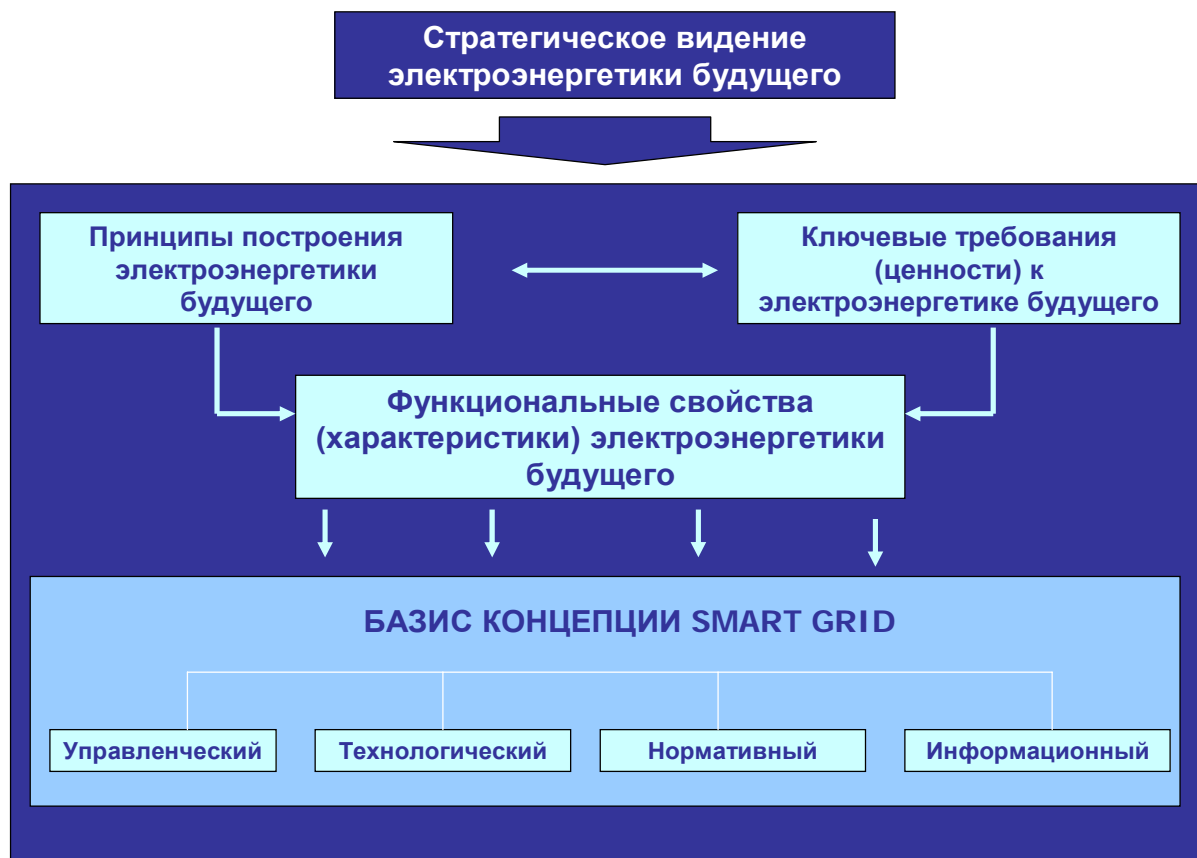 Стратегическое видение
электроэнергетики будущего
Принципы построения
электроэнергетики
будущего
Ключевые требования
(ценности) к
электроэнергетике будущего
Функциональные свойства
(характеристики) электроэнергетики
будущего
БАЗИС КОНЦЕПЦИИ SMART GRID
Управленческий
Технологический
Нормативный
Информационный